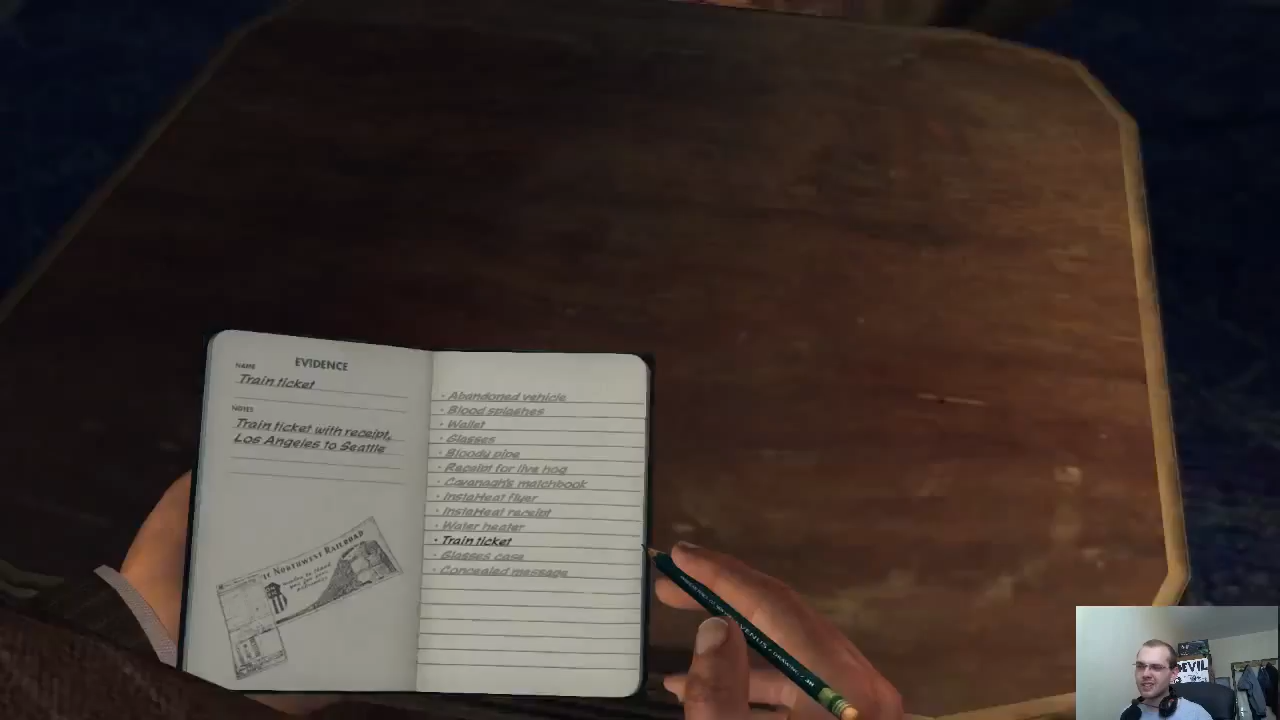 EVIDENCE
NAME
Train ticket
NOTES
Train ticket with receipt,
Los Angeles to Seattle
NORTHWEST RAILROAD
• Abandoned vehicle
• Blood splashes
• Wallet
• Glasses
• Bloody pipe
• Receipt for live hog
• Cavanagh's matchbook
• InstaHeat flyer
• InstaHeat receipt
• Water heater
• Train ticket
• Glasses case
• Concealed message
VENUS
DEVIL